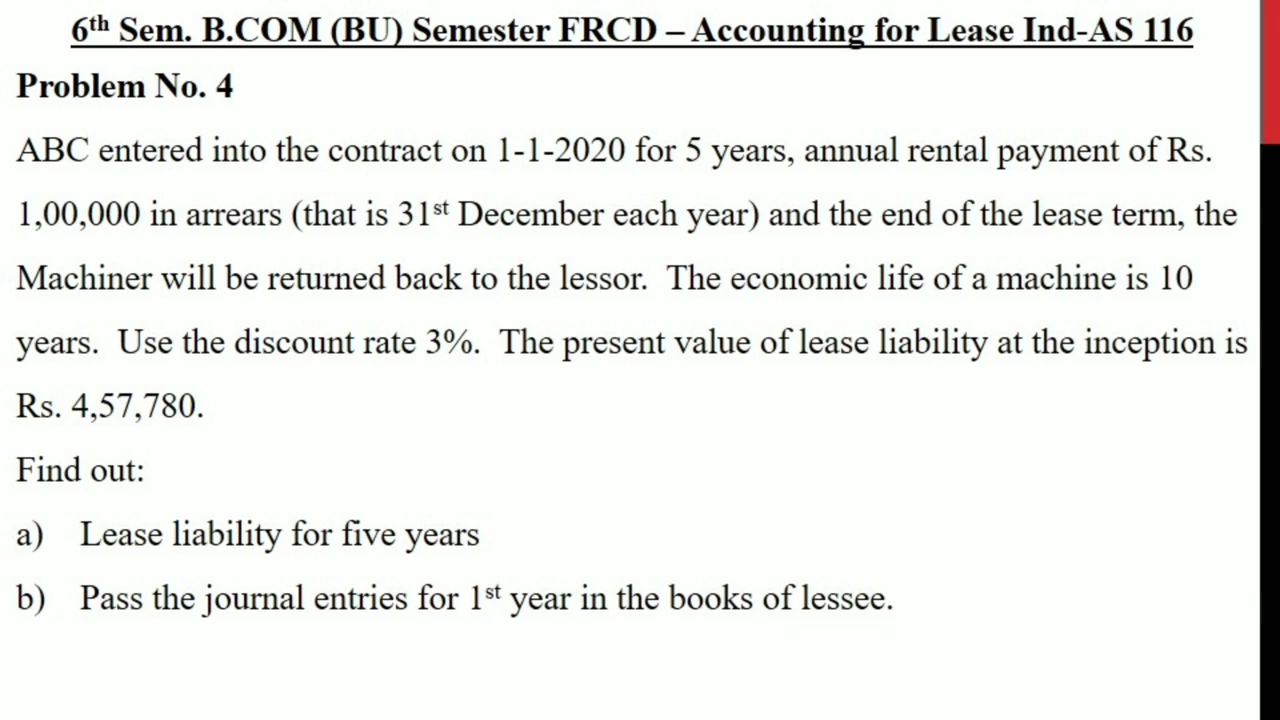 6th Sem. B.COM (BU) Semester FRCD – Accounting for Lease Ind-AS 116
Problem No. 4
ABC entered into the contract on 1-1-2020 for 5 years, annual rental payment of Rs.
1,00,000 in arrears (that is 31st December each year) and the end of the lease term, the
Machiner will be returned back to the lessor. The economic life of a machine is 10
years. Use the discount rate 3%. The present value of lease liability at the inception is
Rs. 4,57,780.
Find out:
a) Lease liability for five years
b) Pass the journal entries for 1st year in the books of lessee.